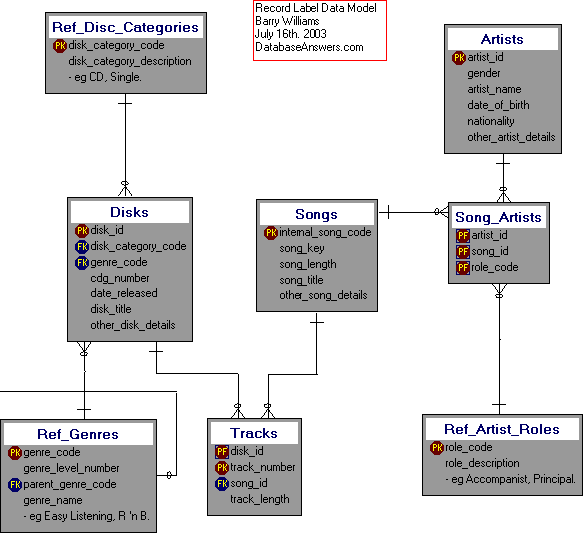 Record Label Data Model
Barry Williams
July 16th. 2003
DatabaseAnswers.com
Ref_Disc_Categories
PK disk_category_code
disk_category_description
- eg CD, Single.
Artists
PK artist_id
gender
artist_name
date_of_birth
nationality
other_artist_details
Disks
PK disk_id
FK disk_category_code
FK genre_code
cdg_number
date_released
disk_title
other_disk_details
Songs
PK internal_song_code
song_key
song_length
song_title
other_song_details
Song_Artists
PF artist_id
PF song_id
PF role_code
Ref_Genres
PK genre_code
genre_level_number
FK parent_genre_code
genre_name
- eg Easy Listening, R 'n B.
Tracks
PF disk_id
PK track_number
FK song_id
track_length
Ref_Artist_Roles
PK role_code
role_description
- eg Accompanist, Principal.